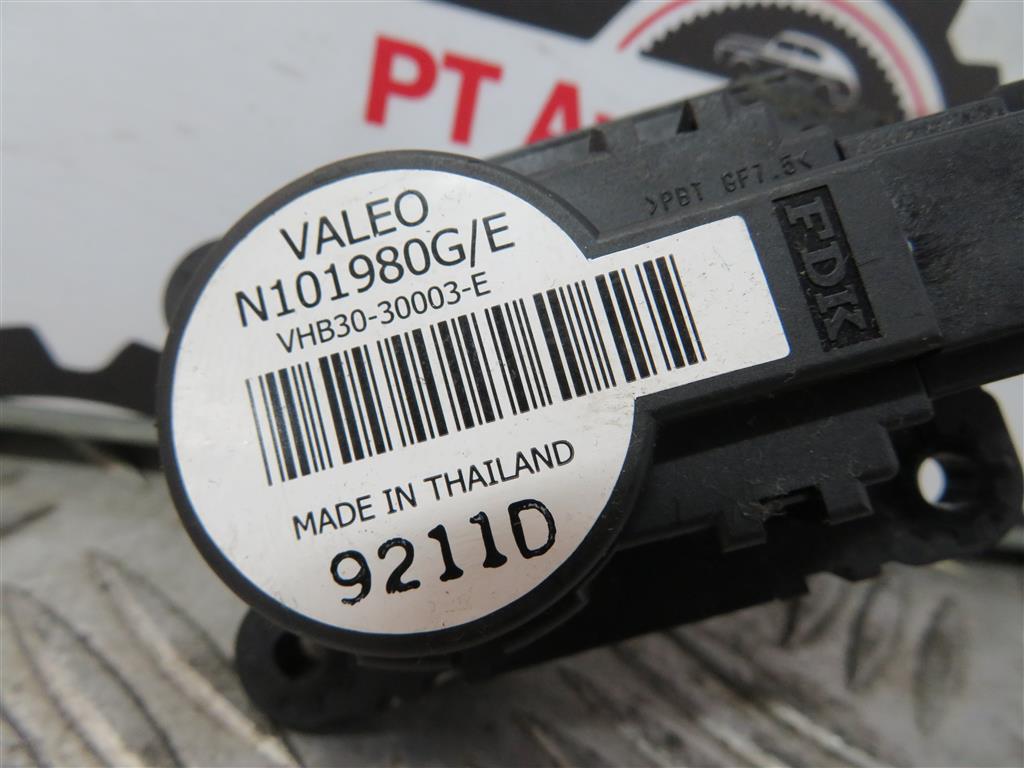 PT
>PBT GF7.5<
FDK
VALEO
N101980G/E
VHB30-30003-E
MADE IN THAILAND
9211D